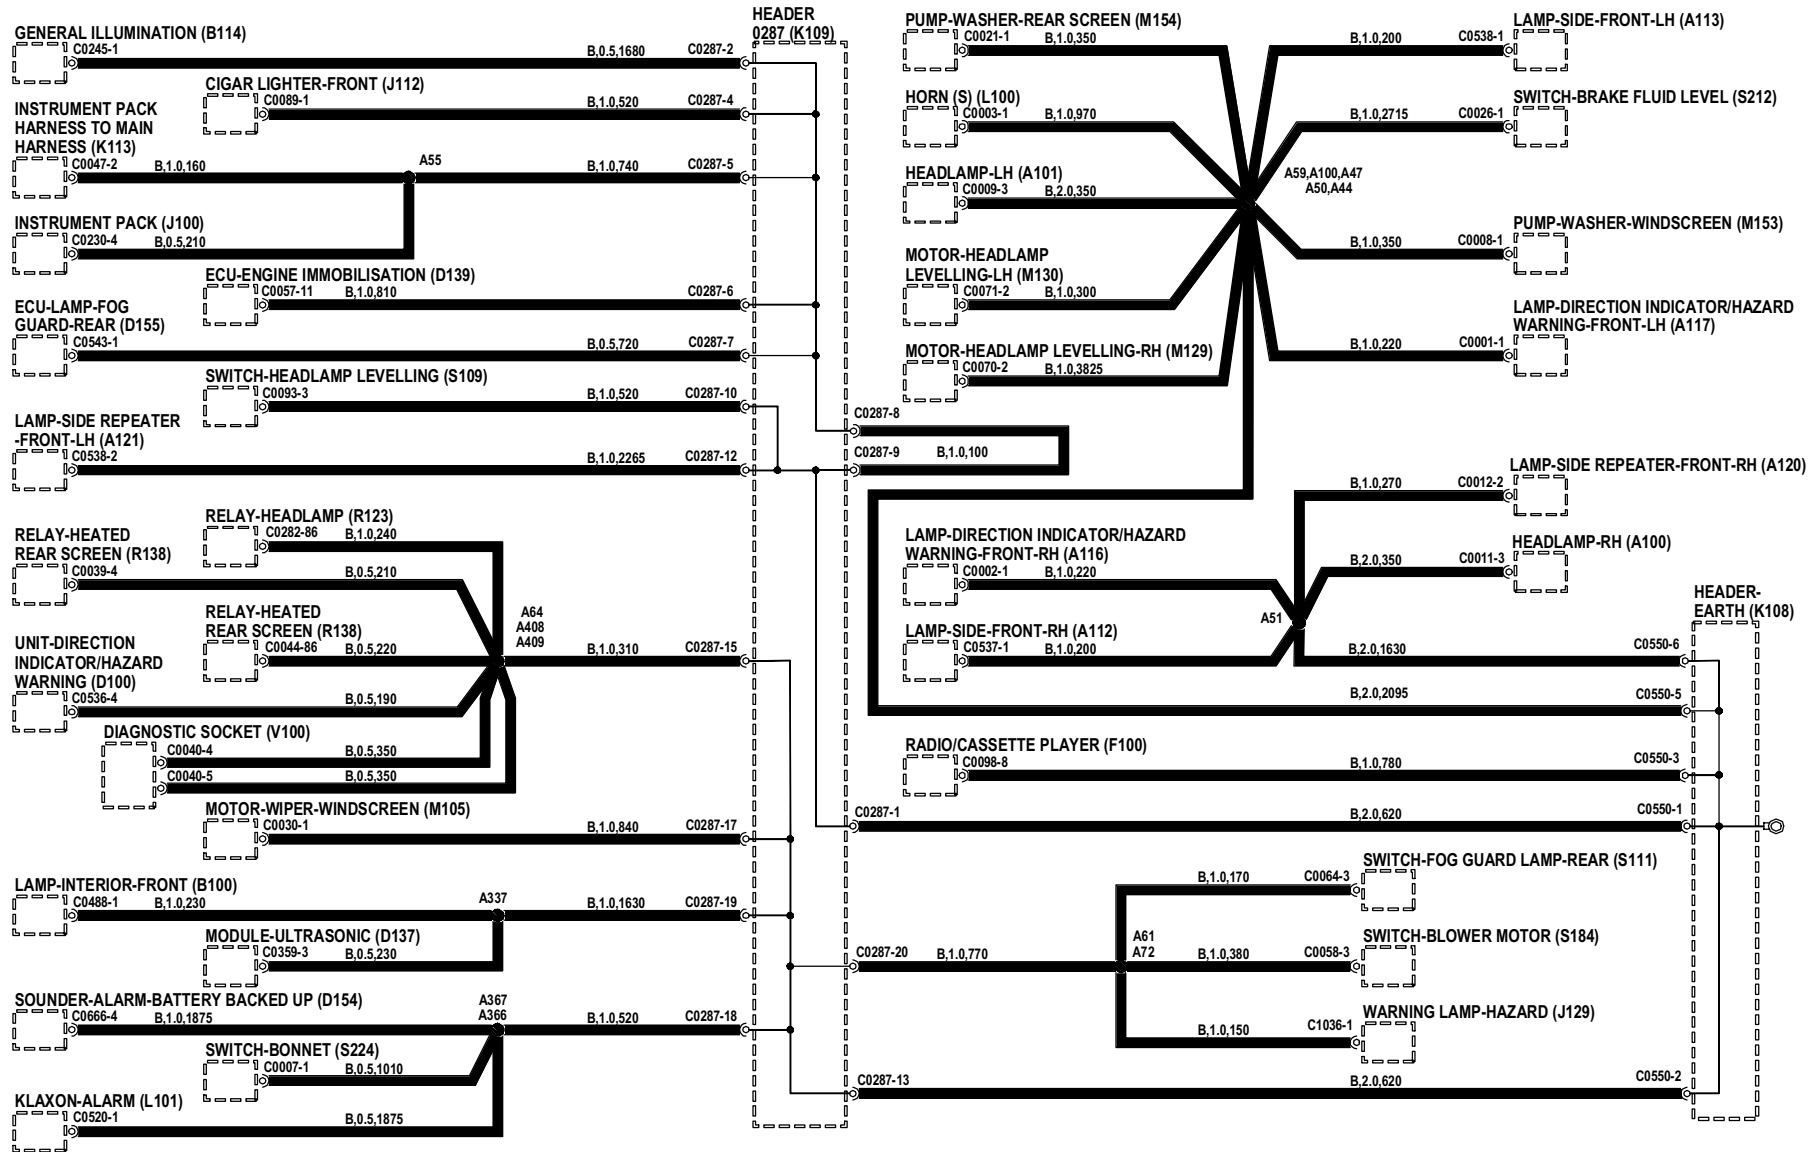 GENERAL ILLUMINATION (B114)
C0245-1
B,0.5,1680
C0287-2
HEADER
0287 (K109)
CIGAR LIGHTER-FRONT (J112)
C0089-1
B,1.0,520
C0287-4
INSTRUMENT PACK
HARNESS TO MAIN
HARNESS (K113)
C0047-2
B,1.0,160
A55
B,1.0,740
C0287-5
INSTRUMENT PACK (J100)
C0230-4
B,0.5,210
ECU-ENGINE IMMOBILISATION (D139)
C0057-11
B,1.0,810
C0287-6
ECU-LAMP-FOG
GUARD-REAR (D155)
C0543-1
B,0.5,720
C0287-7
SWITCH-HEADLAMP LEVELLING (S109)
C0093-3
B,1.0,520
C0287-10
LAMP-SIDE REPEATER
-FRONT-LH (A121)
C0538-2
B,1.0,2265
C0287-12
RELAY-HEADLAMP (R123)
C0282-86
B,1.0,240
RELAY-HEATED
REAR SCREEN (R138)
C0039-4
B,0.5,210
RELAY-HEATED
REAR SCREEN (R138)
C0044-86
B,0.5,220
A64
A408
A409
B,1.0,310
C0287-15
UNIT-DIRECTION
INDICATOR/HAZARD
WARNING (D100)
C0536-4
B,0.5,190
DIAGNOSTIC SOCKET (V100)
C0040-4
B,0.5,350
C0040-5
B,0.5,350
MOTOR-WIPER-WINDSCREEN (M105)
C0030-1
B,1.0,840
C0287-17
LAMP-INTERIOR-FRONT (B100)
C0488-1
B,1.0,230
A337
B,1.0,1630
C0287-19
MODULE-ULTRASONIC (D137)
C0359-3
B,0.5,230
SOUNDER-ALARM-BATTERY BACKED UP (D154)
C0666-4
B,1.0,1875
A367
A366
B,1.0,520
C0287-18
SWITCH-BONNET (S224)
C0007-1
B,0.5,1010
KLAXON-ALARM (L101)
C0520-1
B,0.5,1875
PUMP-WASHER-REAR SCREEN (M154)
C0021-1
B,1.0,350
LAMP-SIDE-FRONT-LH (A113)
B,1.0,200
C0538-1
HORN (S) (L100)
C0003-1
B,1.0,970
SWITCH-BRAKE FLUID LEVEL (S212)
B,1.0,2715
C0026-1
HEADLAMP-LH (A101)
C0009-3
B,2.0,350
A59,A100,A47
A50,A44
PUMP-WASHER-WINDSCREEN (M153)
B,1.0,350
C0008-1
MOTOR-HEADLAMP
LEVELLING-LH (M130)
C0071-2
B,1.0,300
LAMP-DIRECTION INDICATOR/HAZARD
WARNING-FRONT-LH (A117)
B,1.0,220
C0001-1
MOTOR-HEADLAMP LEVELLING-RH (M129)
C0070-2
B,1.0,3825
C0287-8
C0287-9
B,1.0,100
LAMP-SIDE REPEATER-FRONT-RH (A120)
B,1.0,270
C0012-2
LAMP-DIRECTION INDICATOR/HAZARD
WARNING-FRONT-RH (A116)
C0002-1
B,1.0,220
HEADLAMP-RH (A100)
B,2.0,350
C0011-3
HEADER-
EARTH (K108)
A51
LAMP-SIDE-FRONT-RH (A112)
C0537-1
B,1.0,200
B,2.0,1630
C0550-6
B,2.0,2095
C0550-5
RADIO/CASSETTE PLAYER (F100)
C0098-8
B,1.0,780
C0550-3
C0287-1
B,2.0,620
C0550-1
SWITCH-FOG GUARD LAMP-REAR (S111)
B,1.0,170
C0064-3
C0287-20
B,1.0,770
A61
A72
SWITCH-BLOWER MOTOR (S184)
B,1.0,380
C0058-3
WARNING LAMP-HAZARD (J129)
B,1.0,150
C1036-1
C0287-13
B,2.0,620
C0550-2